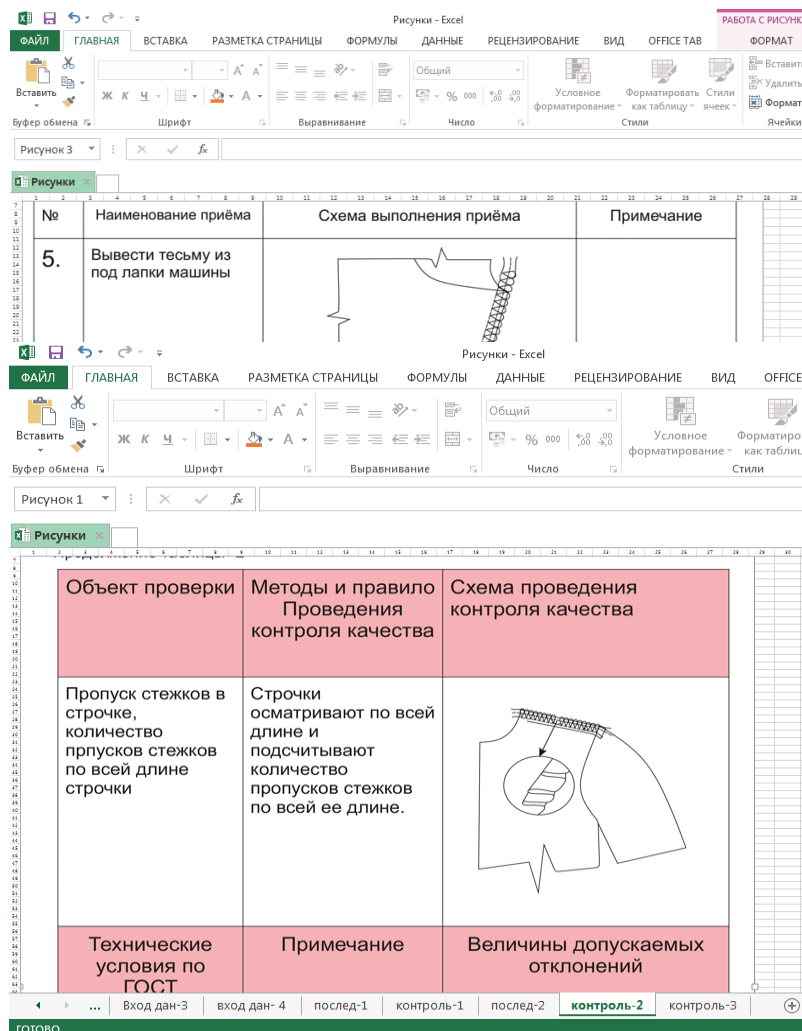 Рисунки - Excel
РАБОТА С РИСУНК
ФАЙЛ ГЛАВНАЯ ВСТАВКА РАЗМЕТКА СТРАНИЦЫ ФОРМУЛЫ ДАННЫЕ РЕЦЕНЗИРОВАНИЕ ВИД OFFICE TAB ФОРМАТ
Вставить
Ж К Ч
Общий
% 000
Условное форматирование
Форматировать как таблицу
Стили ячеек
Вставит
Удалить
Формат
Буфер обмена Шрифт Выравнивание Число Стили Ячейки
Рисунок 3
fx
Рисунки
№ Наименование приёма Схема выполнения приёма Примечание
5. Вывести тесьму из
под лапки машины
Рисунки - Excel
ФАЙЛ ГЛАВНАЯ ВСТАВКА РАЗМЕТКА СТРАНИЦЫ ФОРМУЛЫ ДАННЫЕ РЕЦЕНЗИРОВАНИЕ ВИД OFFICE
Вставить
Ж К Ч
Общий
% 000
Условное форматирование
Форматиро
как таблиц
Буфер обмена Шрифт Выравнивание Число Стили
Рисунок 1
fx
Рисунки
Объект проверки
Методы и правило
Проведения
контроля качества
Схема проведения
контроля качества
Пропуск стежков в
строчке,
количество
прпусков стежков
по всей длине
строчки
Строчки
осматривают по всей
длине и
подсчитывают
количество
пропусков стежков
по всей ее длине.
Технические
условия по
ГОСТ
Примечание
Величины допускаемых
отклонений
... Вход дан-3 вход дан- 4 послед-1 контроль-1 послед-2 контроль-2 контроль-3
ГОТОВО